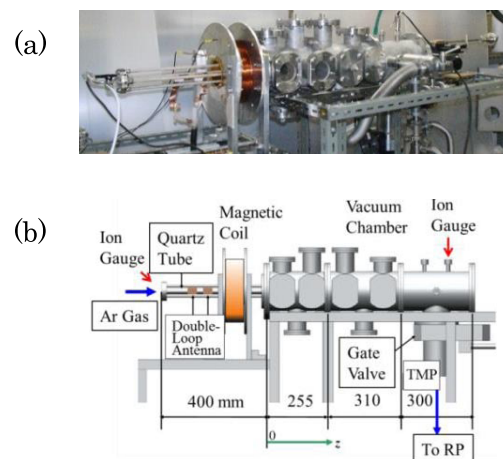 (a)
(b)
Magnetic
Coil
Vacuum
Chamber
Ion
Gauge
Ion
Gauge
Quartz
Tube
Ar Gas
Double-
Loop
Antenna
Gate
Valve
TMP
400 mm
255
310
300
0
z
To RP